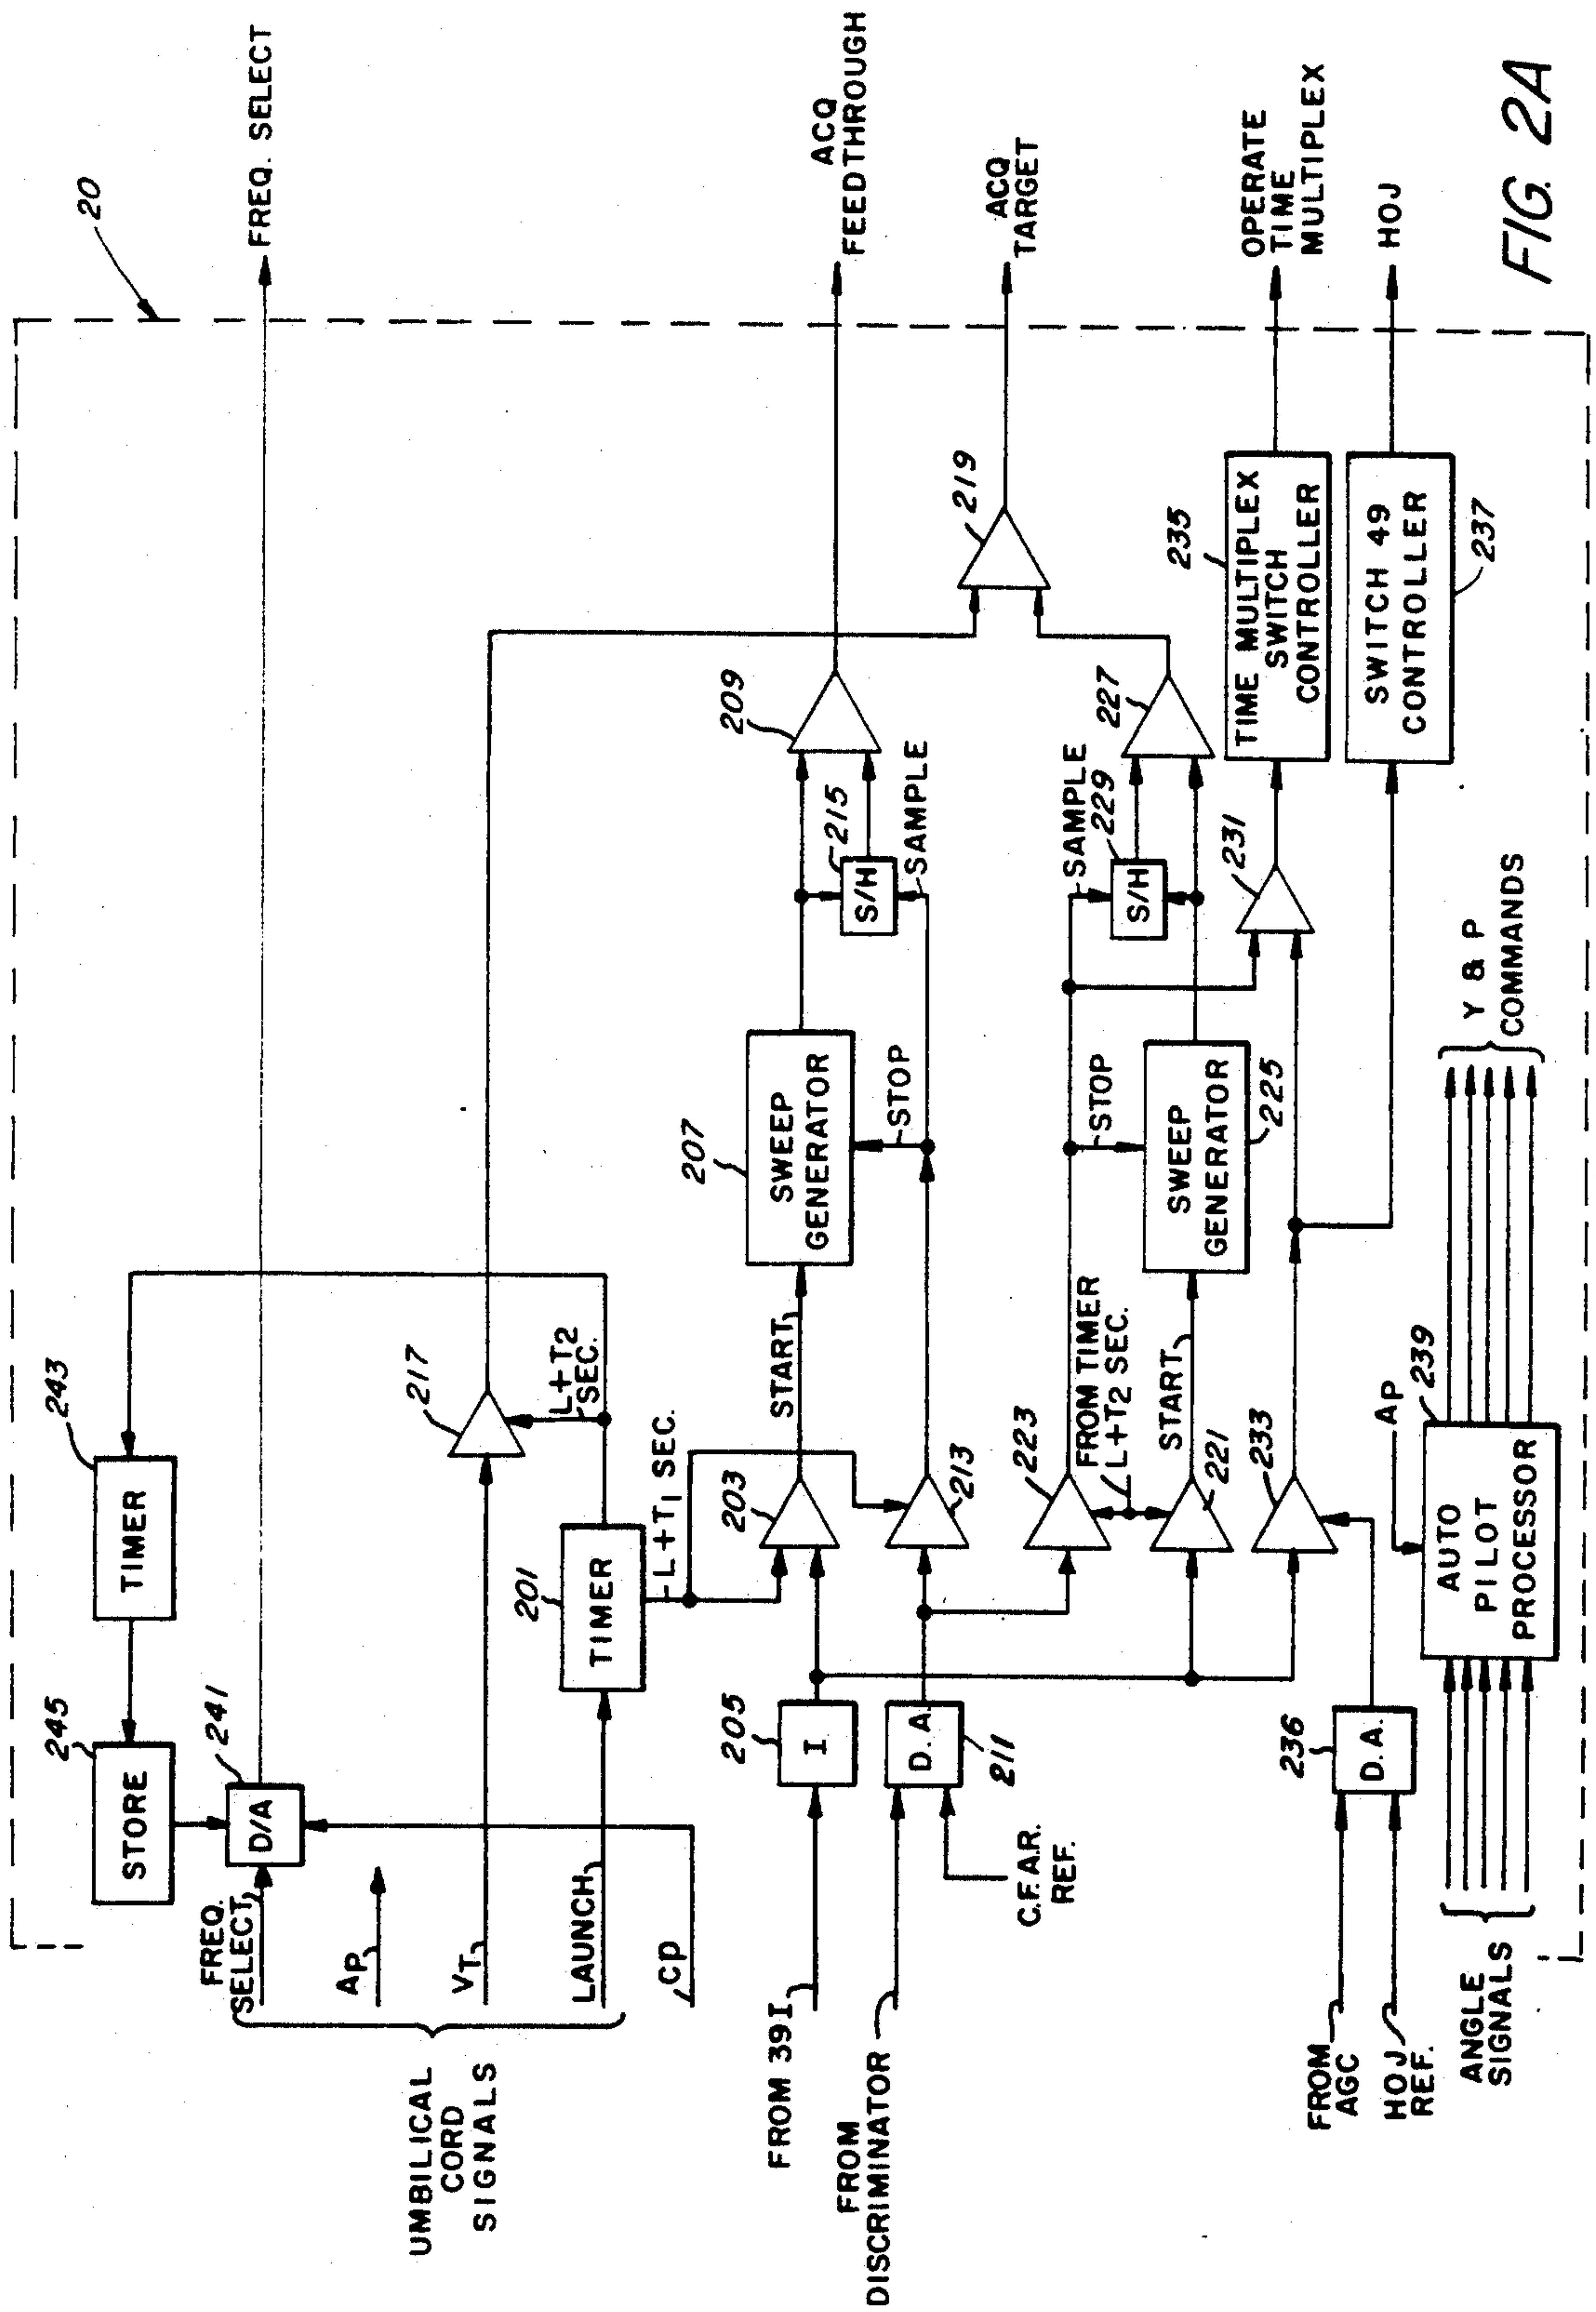 20
FREQ. SELECT
ACQ
FEEDTHROUGH
ACQ
TARGET
OPERATE
TIME
MULTIPLEX
HOJ
FIG. 2A
243
TIMER
245
STORE
241
D/A
FREQ.
SELECT
AP
VT
LAUNCH
CP
UMBILICAL
CORD
SIGNALS
217
L+T2
SEC.
201
TIMER
L+T1 SEC.
203
START
207
SWEEP
GENERATOR
STOP
209
215
S/H
SAMPLE
219
205
I
FROM 39I
213
D.A.
211
FROM
DISCRIMINATOR
C.F.A.R.
REF.
223
FROM TIMER
L+T2 SEC.
START
221
STOP
SWEEP
GENERATOR
225
SAMPLE
229
S/H
227
231
235
TIME MULTIPLEX
SWITCH
CONTROLLER
SWITCH 49
CONTROLLER
237
233
236
D.A.
FROM
AGC
HOJ
REF.
AP
239
AUTO
PILOT
PROCESSOR
ANGLE
SIGNALS
Y & P
COMMANDS